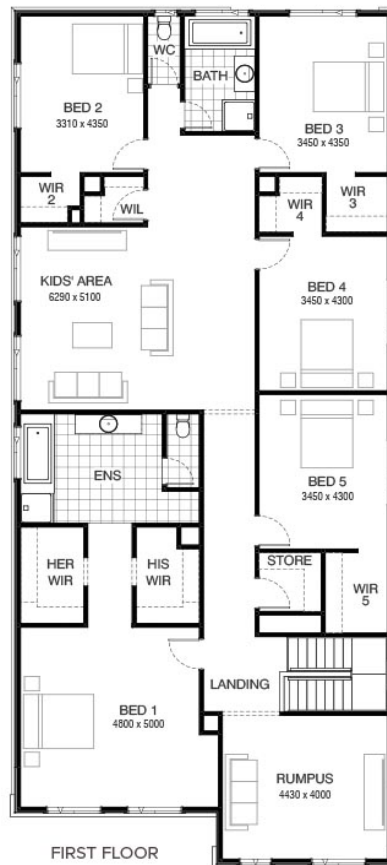 WC
BATH
BED 2
3310 x 4350
BED 3
3450 x 4350
WIR
2
WIL
WIR
4
WIR
3
KIDS' AREA
6290 x 5100
BED 4
3450 x 4300
ENS
BED 5
3450 x 4300
HER
WIR
HIS
WIR
STORE
WIR
5
LANDING
BED 1
4800 x 5000
RUMPUS
4430 x 4000
FIRST FLOOR